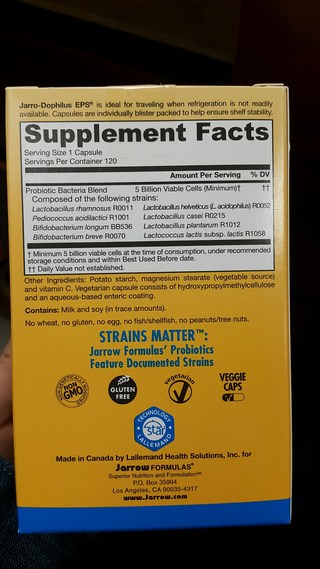 Jarro-Dophilus EPS® is ideal for traveling when refrigeration is not readily
available. Capsules are individually blister packed to help ensure shelf stability.
Supplement Facts
Serving Size 1 Capsule
Servings Per Container 120
Amount Per Serving % DV
Probiotic Bacteria Blend 5 Billion Viable Cells (Minimum)† ††
Composed of the following strains:
Lactobacillus rhamnosus R0011 Lactobacillus helveticus (L. acidophilus) R0052
Pediococcus acidilactici R1001 Lactobacillus casei R0215
Bifidobacterium longum BB536 Lactobacillus plantarum R1012
Bifidobacterium breve R0070 Lactococcus lactis subsp. lactis R1058
† Minimum 5 billion viable cells at the time of consumption, under recommended
storage conditions and within Best Used Before date.
†† Daily Value not established.
Other Ingredients: Potato starch, magnesium stearate (vegetable source)
and vitamin C. Vegetarian capsule consists of hydroxypropylmethylcellulose
and an aqueous-based enteric coating.
Contains: Milk and soy (in trace amounts).
No wheat, no gluten, no egg, no fish/shellfish, no peanuts/tree nuts.
STRAINS MATTER™:
Jarrow Formulas' Probiotics
Feature Documented Strains
NON GMO
GLUTEN
FREE
vegetarian
VEGGIE
CAPS
TECHNOLOGY
star
LALLEMAND
Made in Canada by Lallemand Health Solutions, Inc. for
Jarrow FORMULAS®
Superior Nutrition and Formulation™
P.O. Box 35994
Los Angeles, CA 90035-4317
www.Jarrow.com